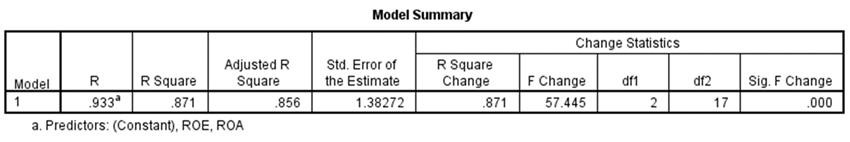 Model Summary
Change Statistics
Model R R Square Adjusted R Square Std. Error of the Estimate R Square Change F Change df1 df2 Sig. F Change
1 .933a .871 .856 1.38272 .871 57.445 2 17 .000
a. Predictors: (Constant), ROE, ROA